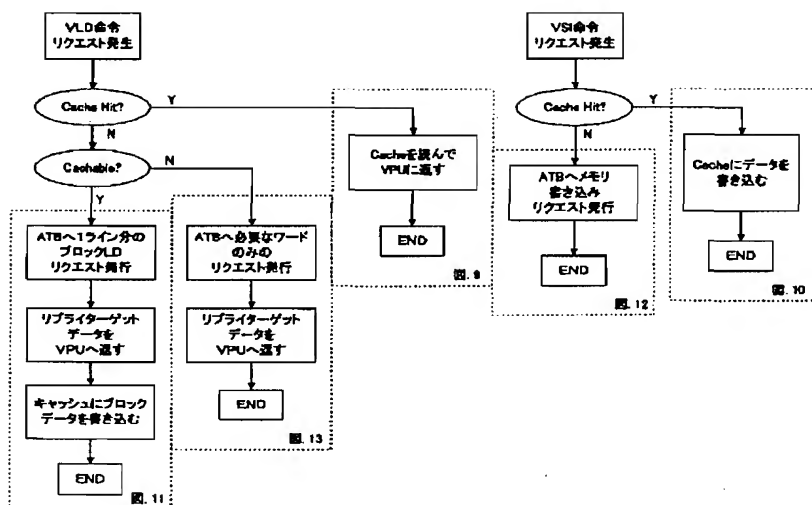 VLD命令
リクエスト発生
Cache Hit?
Y
N
Cachable?
N
Y
ATBへ1ライン分の
ブロックLD
リクエスト発行
リプライターゲット
データを
VPUへ返す
キャッシュにブロック
データを書き込む
END
図.11
ATBへ必要なワード
のみの
リクエスト発行
リプライターゲット
データを
VPUへ返す
END
図.13
Cacheを読んで
VPUに返す
END
図.9
VSI命令
リクエスト発生
Cache Hit?
Y
N
ATBへメモリ
書き込み
リクエスト発行
END
図.12
Cacheにデータを
書き込む
END
図.10